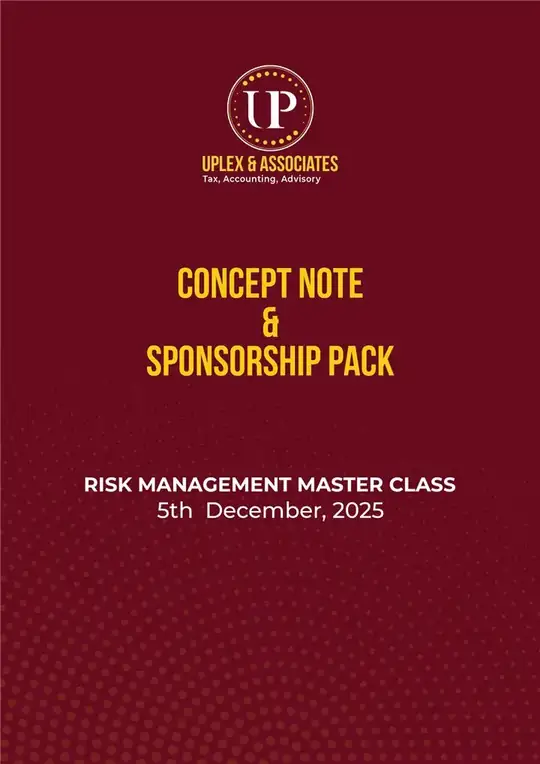 UP
UPLEX & ASSOCIATES
Tax, Accounting, Advisory
CONCEPT NOTE
&
SPONSORSHIP PACK
RISK MANAGEMENT MASTER CLASS
5th December, 2025